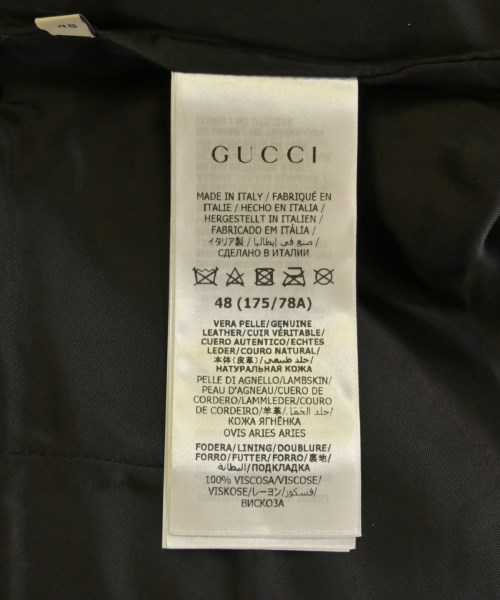 48
GUCCI
MADE IN ITALY / FABRIQUÉ EN
ITALIE / HECHO EN ITALIA /
HERGESTELLT IN ITALIEN /
FABRICADO EM ITÁLIA /
イタリア製 / صنع في إيطاليا /
СДЕЛАНО В ИТАЛИИ
48 (175/78A)
VERA PELLE/GENUINE
LEATHER/CUIR VÉRITABLE/
CUERO AUTENTICO/ECHTES
LEDER/COURO NATURAL/
本体(皮革)/جلد طبيعي/
НАТУРАЛЬНАЯ КОЖА
PELLE DI AGNELLO/LAMBSKIN/
PEAU D'AGNEAU/CUERO DE
CORDERO/LAMMLEDER/COURO
DE CORDEIRO/羊革/جلد الحمل/
КОЖА ЯГНЁНКА
OVIS ARIES ARIES
FODERA/LINING/DOUBLURE/
FORRO/FUTTER/FORRO/裏地/
البطانة/ПОДКЛАДКА
100% VISCOSA/VISCOSE/
VISKOSE/レーヨン/فسكوز/
ВИСКОЗА